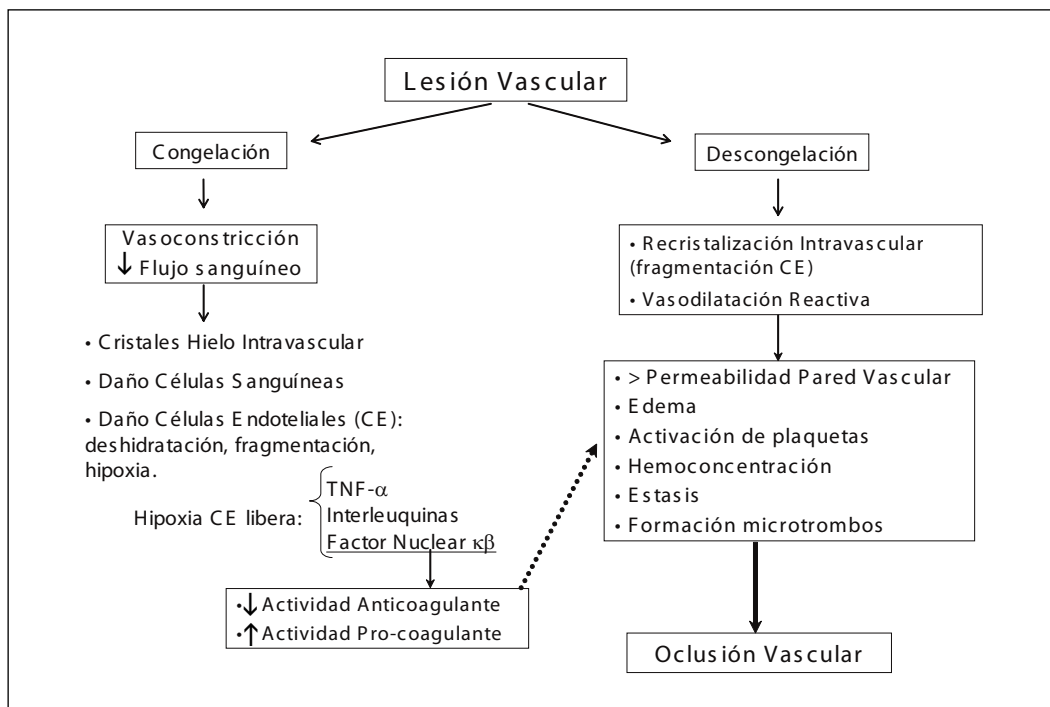 Lesión Vascular
Congelación
Vasoconstricción
↓ Flujo sanguíneo
• Cristales Hielo Intravascular
• Daño Células Sanguíneas
• Daño Células Endoteliales (CE):
deshidratación, fragmentación,
hipoxia.
Hipoxia CE libera:
TNF-α
Interleuquinas
Factor Nuclear κβ
•↓ Actividad Anticoagulante
•↑ Actividad Pro-coagulante
Descongelación
• Recristalización Intravascular
(fragmentación CE)
• Vasodilatación Reactiva
• > Permeabilidad Pared Vascular
• Edema
• Activación de plaquetas
• Hemoconcentración
• Estasis
• Formación microtrombos
Oclusión Vascular